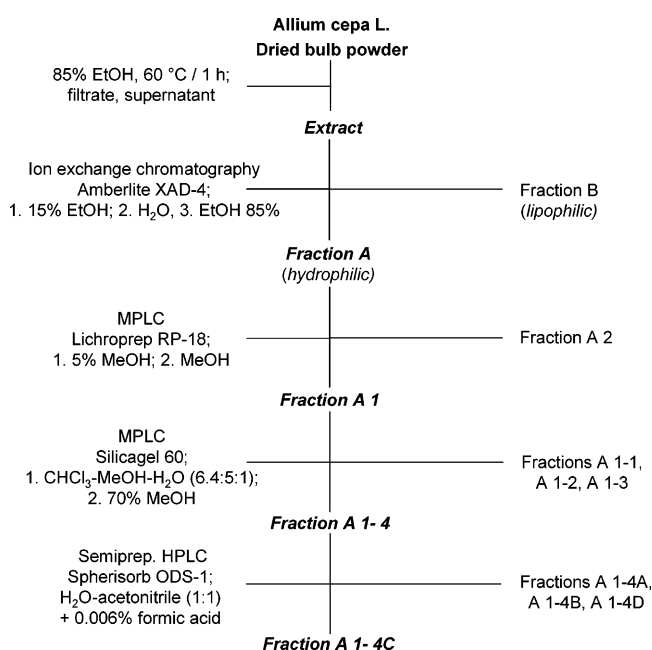 Allium cepa L.
Dried bulb powder
85% EtOH, 60 °C / 1 h;
filtrate, supernatant
Extract
Ion exchange chromatography
Amberlite XAD-4;
1. 15% EtOH; 2. H₂O, 3. EtOH 85%
Fraction B
(lipophilic)
Fraction A
(hydrophilic)
MPLC
Lichroprep RP-18;
1. 5% MeOH; 2. MeOH
Fraction A 2
Fraction A 1
MPLC
Silicagel 60;
1. CHCl₃-MeOH-H₂O (6.4:5:1);
2. 70% MeOH
Fractions A 1-1,
A 1-2, A 1-3
Fraction A 1- 4
Semiprep. HPLC
Spherisorb ODS-1;
H₂O-acetonitrile (1:1)
+ 0.006% formic acid
Fractions A 1-4A,
A 1-4B, A 1-4D
Fraction A 1- 4C